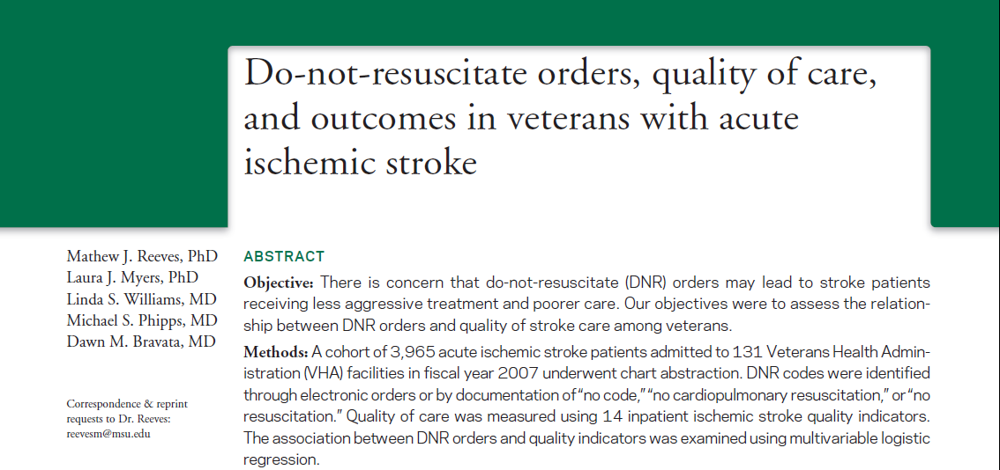 Do-not-resuscitate orders, quality of care,
and outcomes in veterans with acute
ischemic stroke
Mathew J. Reeves, PhD
Laura J. Myers, PhD
Linda S. Williams, MD
Michael S. Phipps, MD
Dawn M. Bravata, MD
Correspondence & reprint
requests to Dr. Reeves:
reevesm@msu.edu
ABSTRACT
Objective: There is concern that do-not-resuscitate (DNR) orders may lead to stroke patients
receiving less aggressive treatment and poorer care. Our objectives were to assess the relation-
ship between DNR orders and quality of stroke care among veterans.
Methods: A cohort of 3,965 acute ischemic stroke patients admitted to 131 Veterans Health Admin-
istration (VHA) facilities in fiscal year 2007 underwent chart abstraction. DNR codes were identified
through electronic orders or by documentation of “no code,” “no cardiopulmonary resuscitation,” or “no
resuscitation.” Quality of care was measured using 14 inpatient ischemic stroke quality indicators.
The association between DNR orders and quality indicators was examined using multivariable logistic
regression.